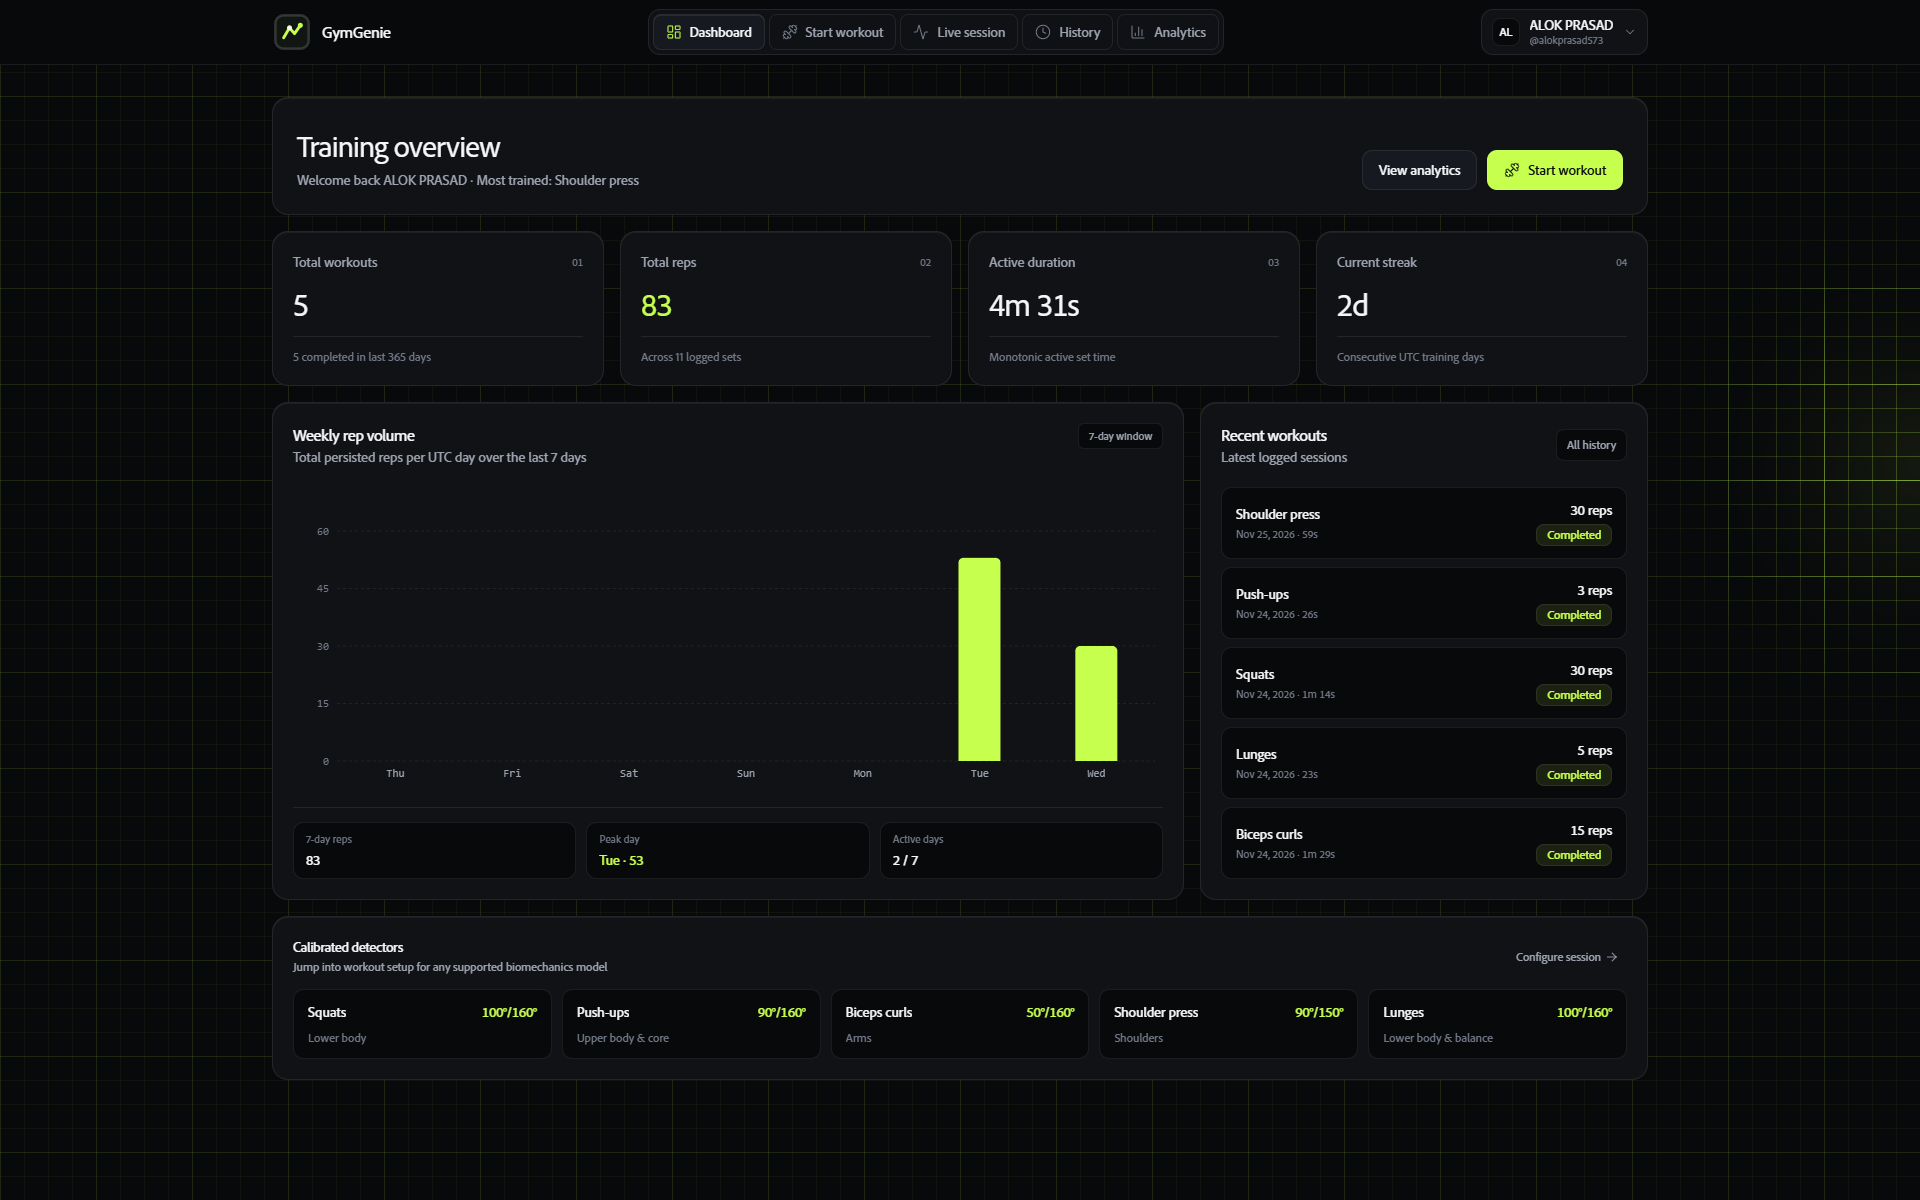 GymGenie
Dashboard
Start workout
Live session
History
Analytics
AL
ALOK PRASAD
@alokprasad573
Training overview
Welcome back ALOK PRASAD · Most trained: Shoulder press
View analytics
Start workout
Total workouts
01
5
5 completed in last 365 days
Total reps
02
83
Across 11 logged sets
Active duration
03
4m 31s
Monotonic active set time
Current streak
04
2d
Consecutive UTC training days
Weekly rep volume
Total persisted reps per UTC day over the last 7 days
7-day window
60
45
30
15
0
Thu
Fri
Sat
Sun
Mon
Tue
Wed
7-day reps
83
Peak day
Tue · 53
Active days
2 / 7
Recent workouts
Latest logged sessions
All history
Shoulder press
Nov 25, 2026 · 59s
30 reps
Completed
Push-ups
Nov 24, 2026 · 26s
3 reps
Completed
Squats
Nov 24, 2026 · 1m 14s
30 reps
Completed
Lunges
Nov 24, 2026 · 23s
5 reps
Completed
Biceps curls
Nov 24, 2026 · 1m 29s
15 reps
Completed
Calibrated detectors
Jump into workout setup for any supported biomechanics model
Configure session →
Squats
100°/160°
Lower body
Push-ups
90°/160°
Upper body & core
Biceps curls
50°/160°
Arms
Shoulder press
90°/150°
Shoulders
Lunges
100°/160°
Lower body & balance